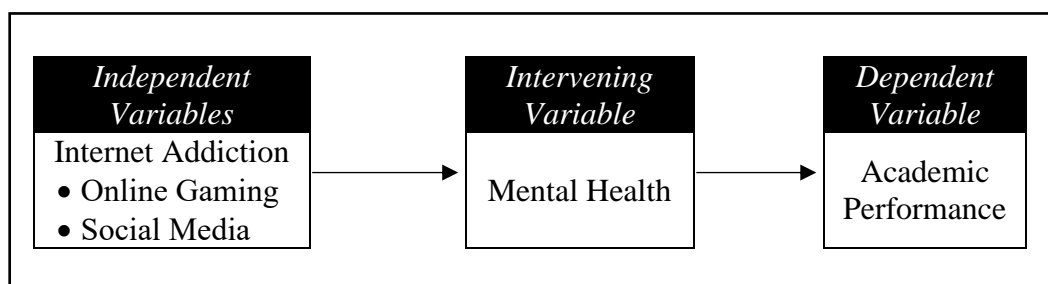 Independent
Variables
Internet Addiction
• Online Gaming
• Social Media
Intervening
Variable
Mental Health
Dependent
Variable
Academic
Performance